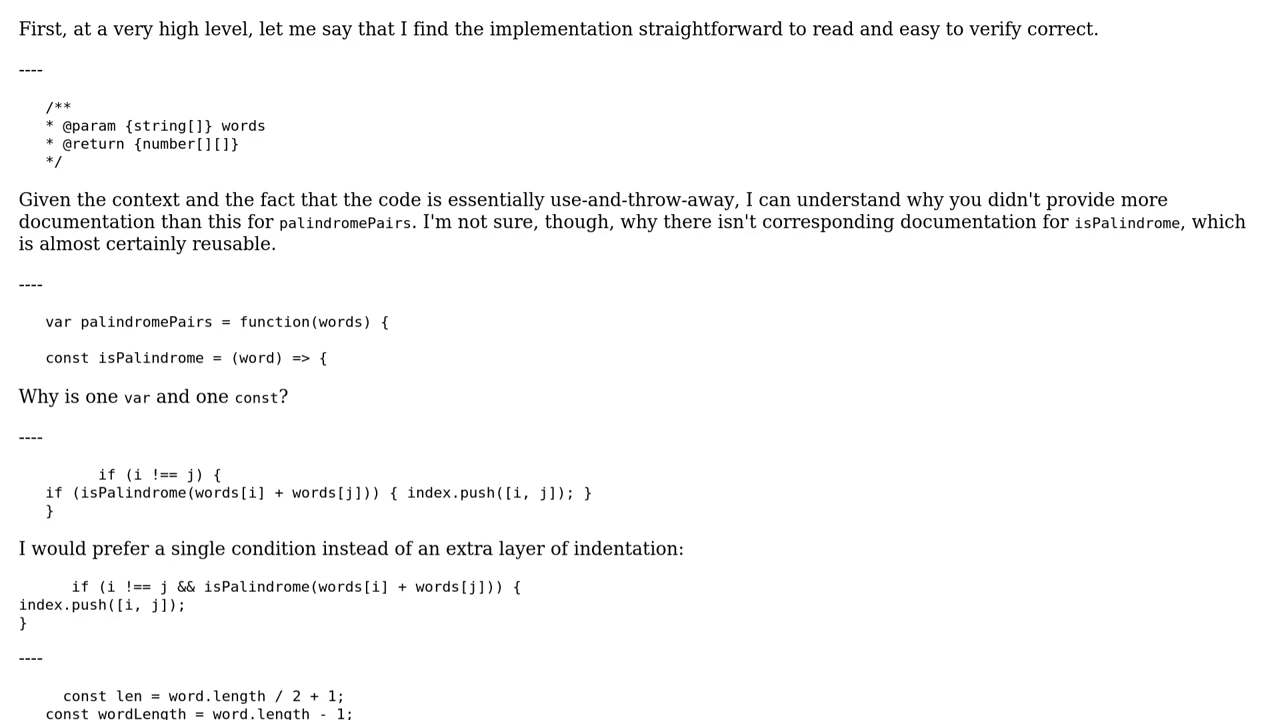 First, at a very high level, let me say that I find the implementation straightforward to read and easy to verify correct.
----
/**
* @param {string[]} words
* @return {number[][]}
*/
Given the context and the fact that the code is essentially use-and-throw-away, I can understand why you didn't provide more
documentation than this for palindromePairs. I'm not sure, though, why there isn't corresponding documentation for isPalindrome, which
is almost certainly reusable.
----
var palindromePairs = function(words) {
const isPalindrome = (word) => {
Why is one var and one const?
----
if (i !== j) {
if (isPalindrome(words[i] + words[j])) { index.push([i, j]); }
}
I would prefer a single condition instead of an extra layer of indentation:
if (i !== j && isPalindrome(words[i] + words[j])) {
index.push([i, j]);
}
----
const len = word.length / 2 + 1;
const wordLength = word.length - 1;